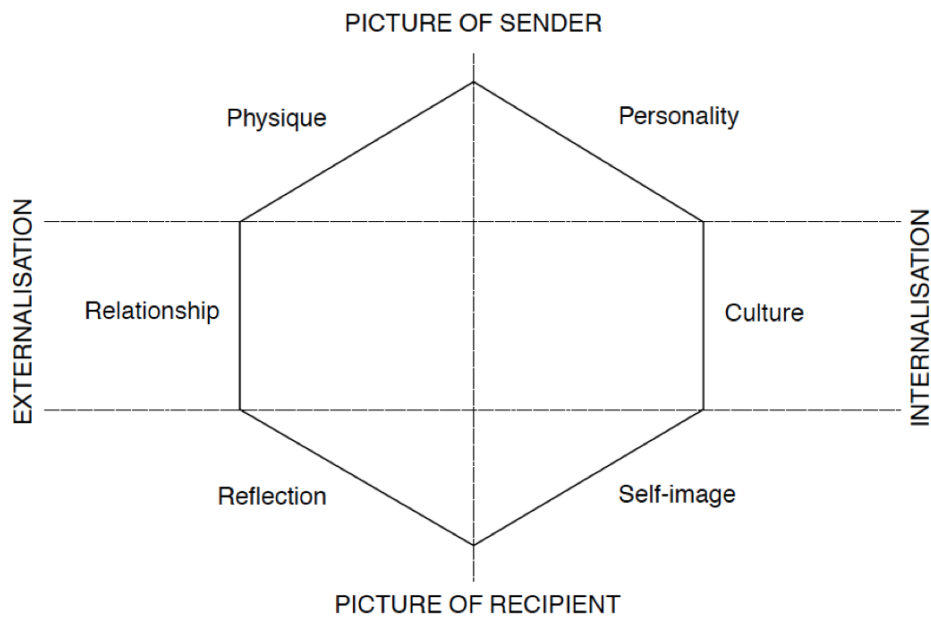 PICTURE OF SENDER
Physique
Personality
EXTERNALISATION
INTERNALISATION
Relationship
Culture
Reflection
Self-image
PICTURE OF RECIPIENT